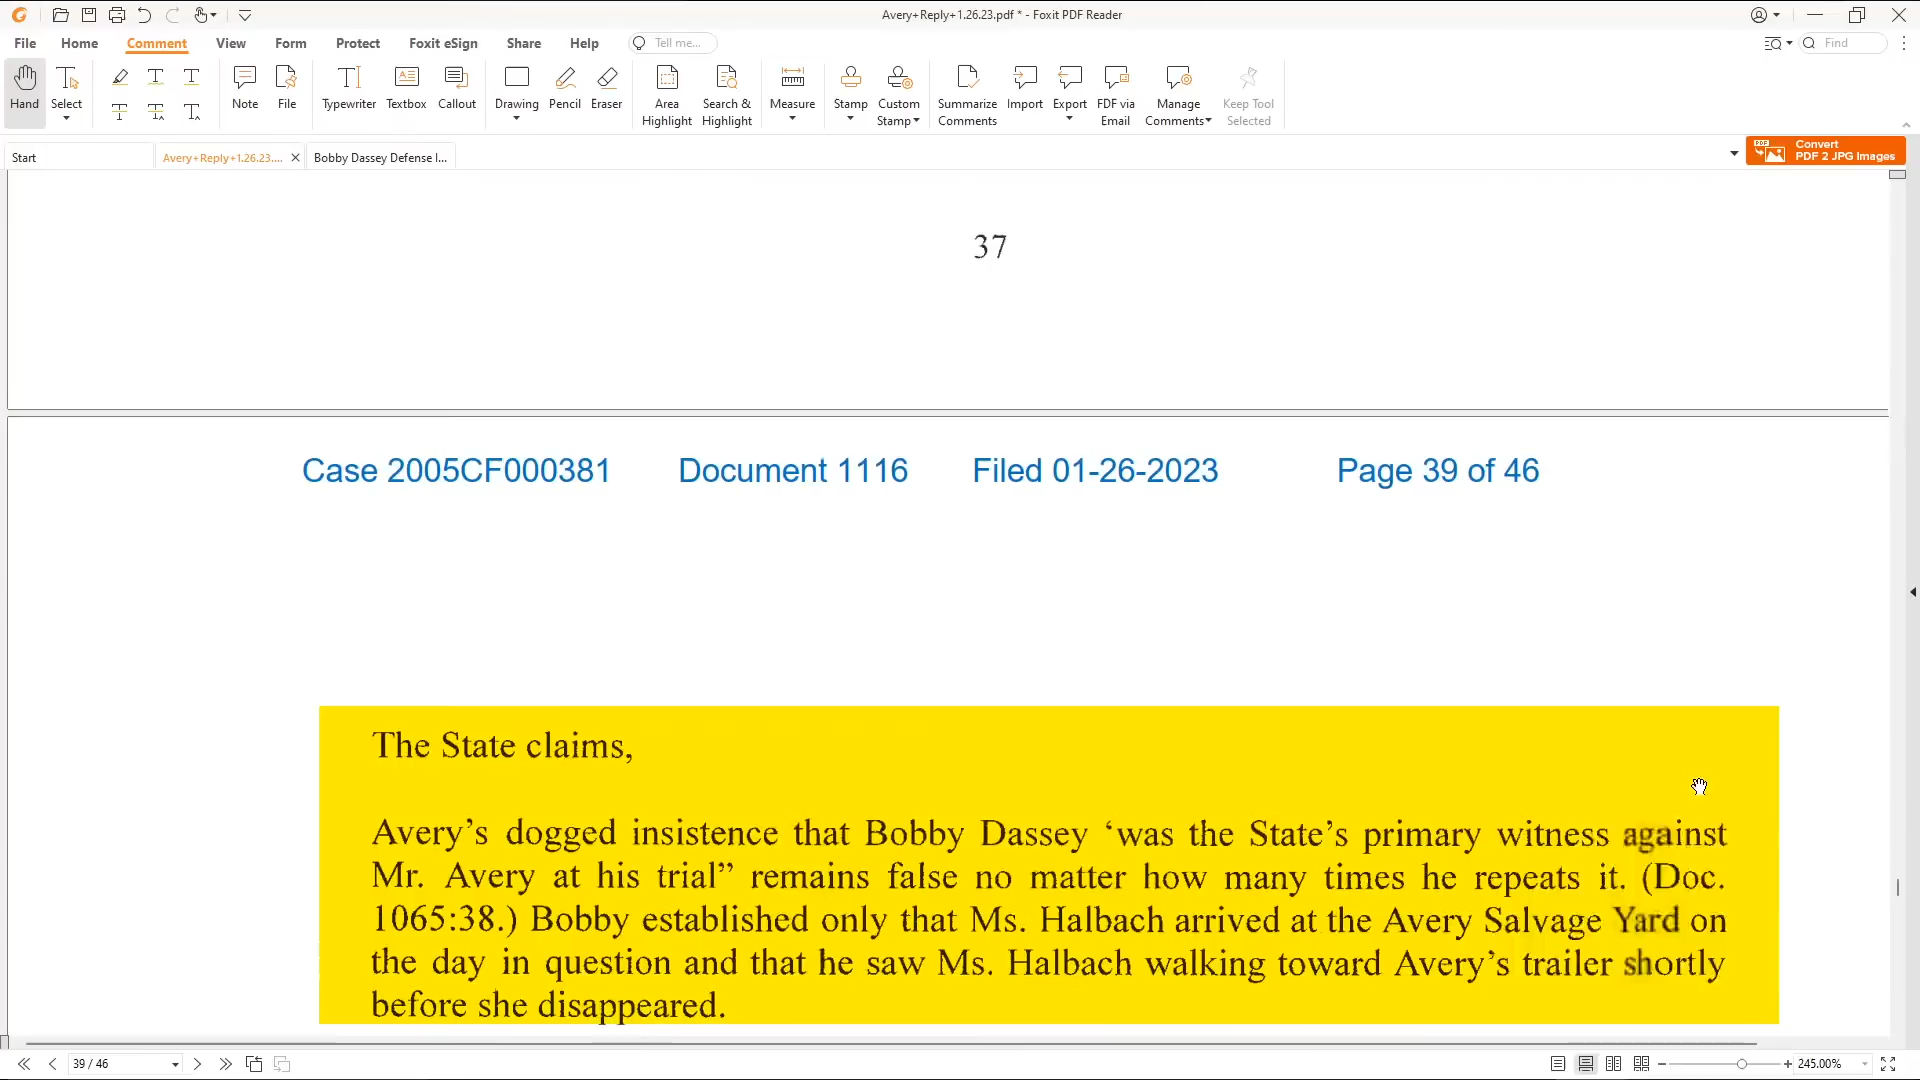 Avery+Reply+1.26.23.pdf * - Foxit PDF Reader
File Home Comment View Form Protect Foxit eSign Share Help Tell me... Find
Hand Select Note File Typewriter Textbox Callout Drawing Pencil Eraser Area Highlight Search & Highlight Measure Stamp Custom Stamp Summarize Comments Import Export FDF via Email Manage Comments Keep Tool Selected
Start Avery+Reply+1.26.23.... Bobby Dassey Defense I... Convert
PDF 2 JPG Images
37
Case 2005CF000381 Document 1116 Filed 01-26-2023 Page 39 of 46
The State claims,
Avery’s dogged insistence that Bobby Dassey ‘was the State’s primary witness against
Mr. Avery at his trial” remains false no matter how many times he repeats it. (Doc.
1065:38.) Bobby established only that Ms. Halbach arrived at the Avery Salvage Yard on
the day in question and that he saw Ms. Halbach walking toward Avery’s trailer shortly
before she disappeared.
39 / 46 245.00%